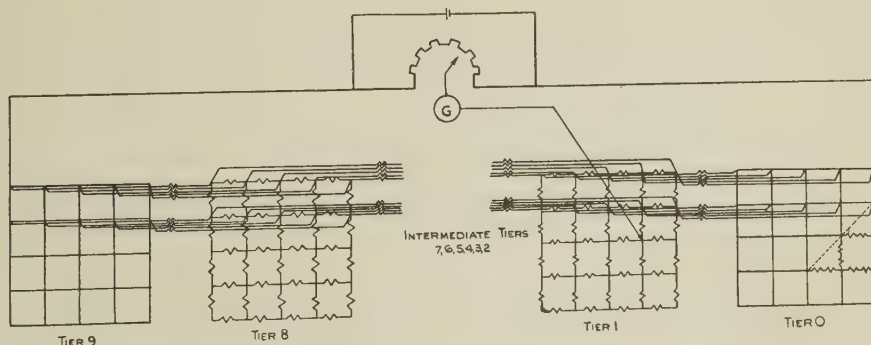 G
INTERMEDIATE TIERS
7,6,5,4,3,2
TIER 9
TIER 8
TIER 1
TIER 0